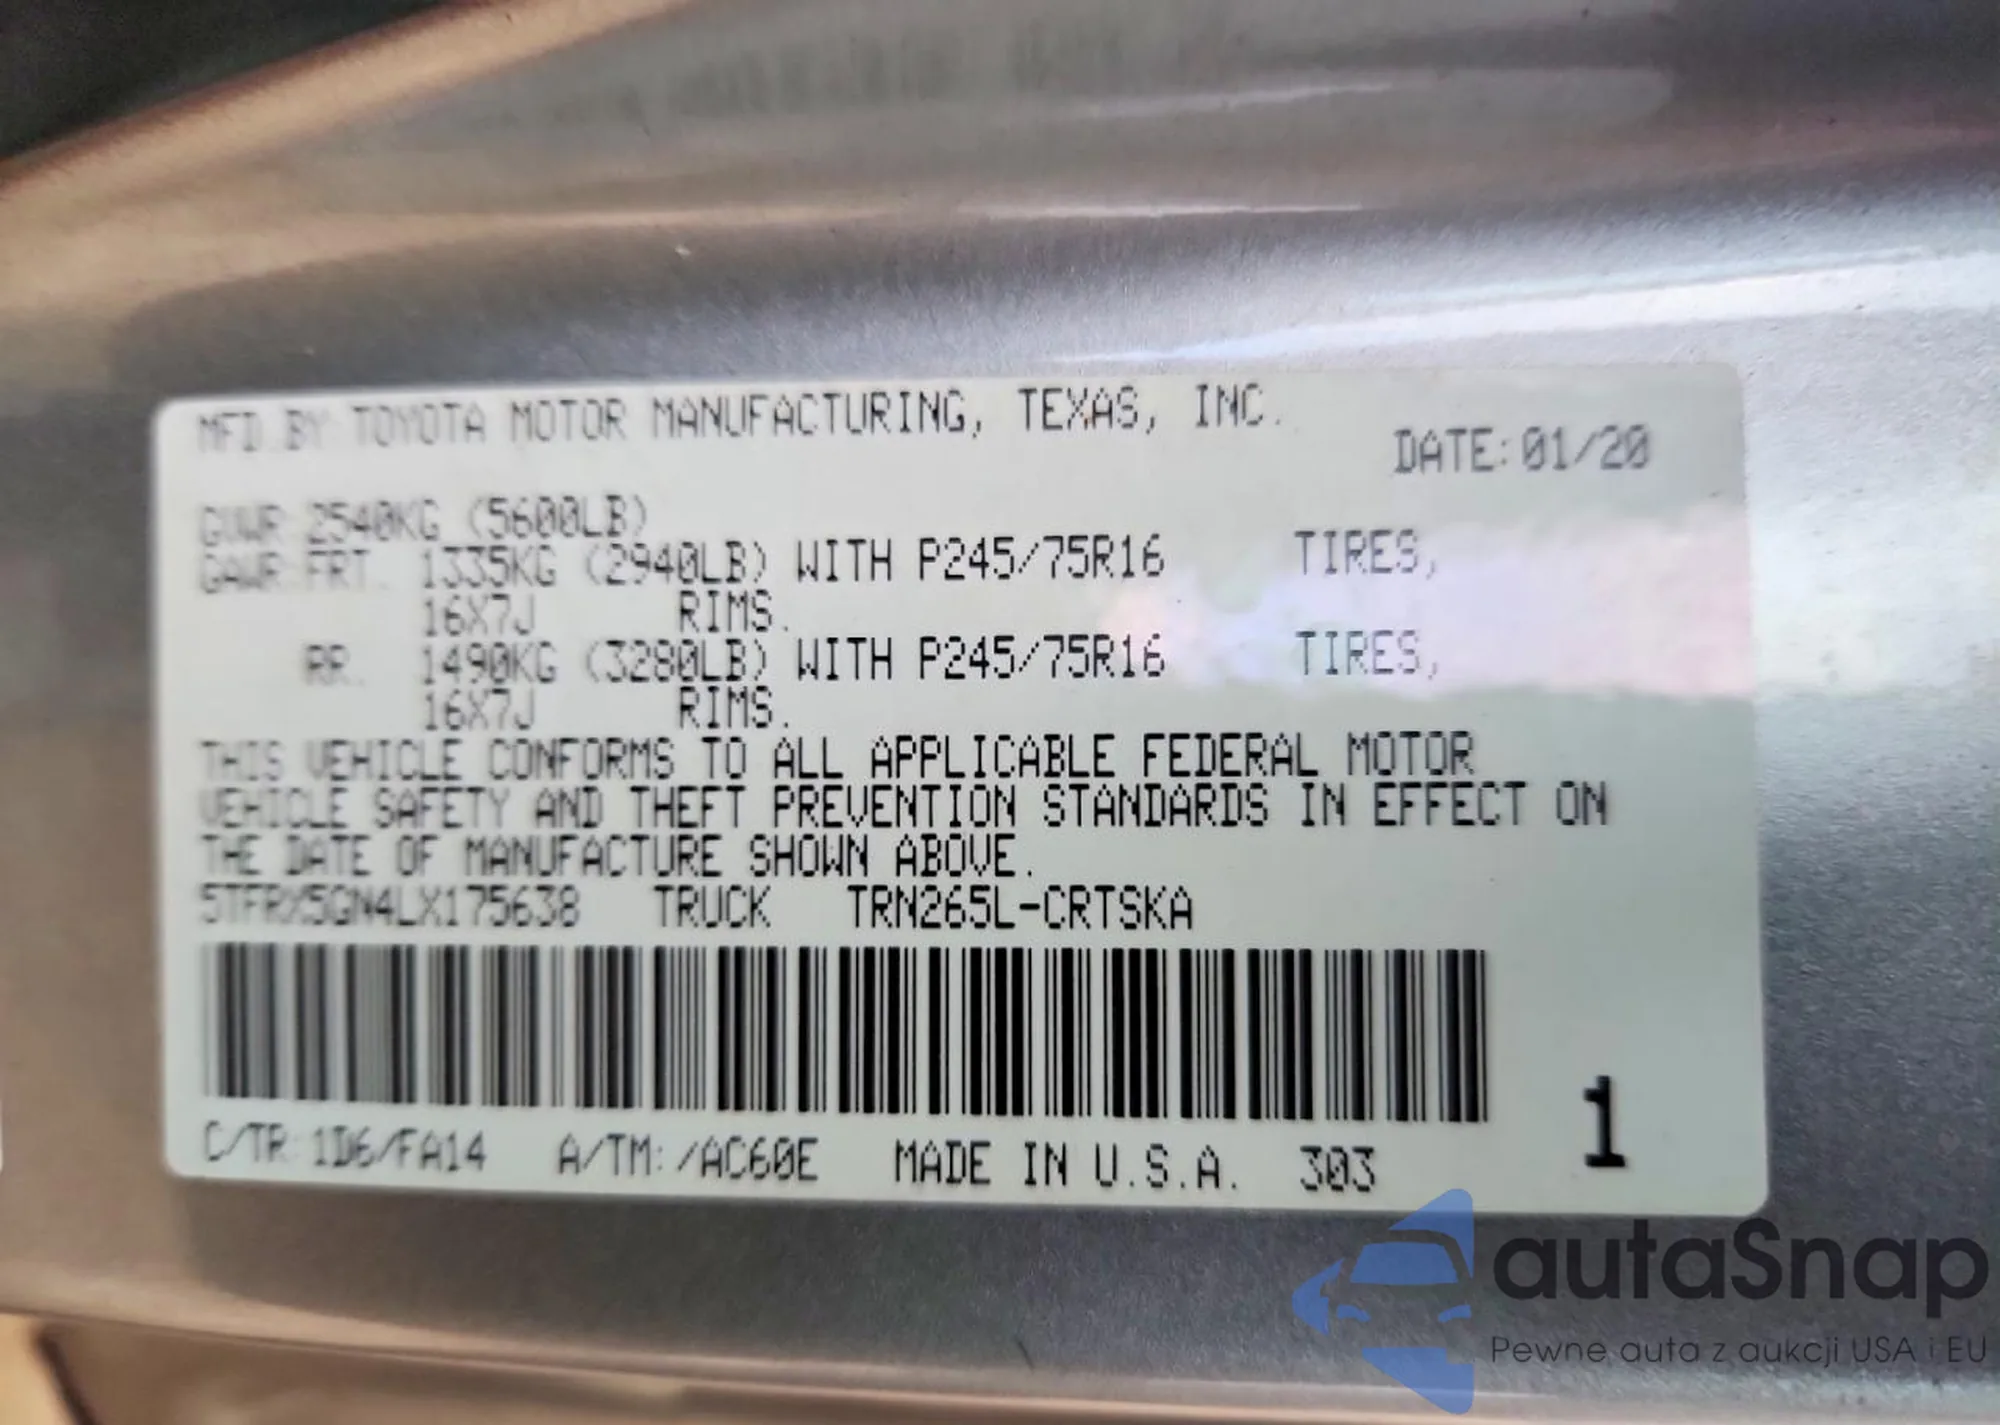 MFD.BY TOYOTA MOTOR MANUFACTURING, TEXAS, INC.
DATE:01/20
GVWR 2540KG (5600LB)
GAWR FRT. 1335KG (2940LB) WITH P245/75R16 TIRES,
16X7J RIMS.
RR. 1490KG (3280LB) WITH P245/75R16 TIRES,
16X7J RIMS.
THIS VEHICLE CONFORMS TO ALL APPLICABLE FEDERAL MOTOR
VEHICLE SAFETY AND THEFT PREVENTION STANDARDS IN EFFECT ON
THE DATE OF MANUFACTURE SHOWN ABOVE.
5TFRX5GN4LX175638 TRUCK TRN265L-CRTSKA
C/TR:1D6/FA14 A/TM:/AC60E MADE IN U.S.A. 303
1
autaSnap
Pewne auta z aukcji USA i EU